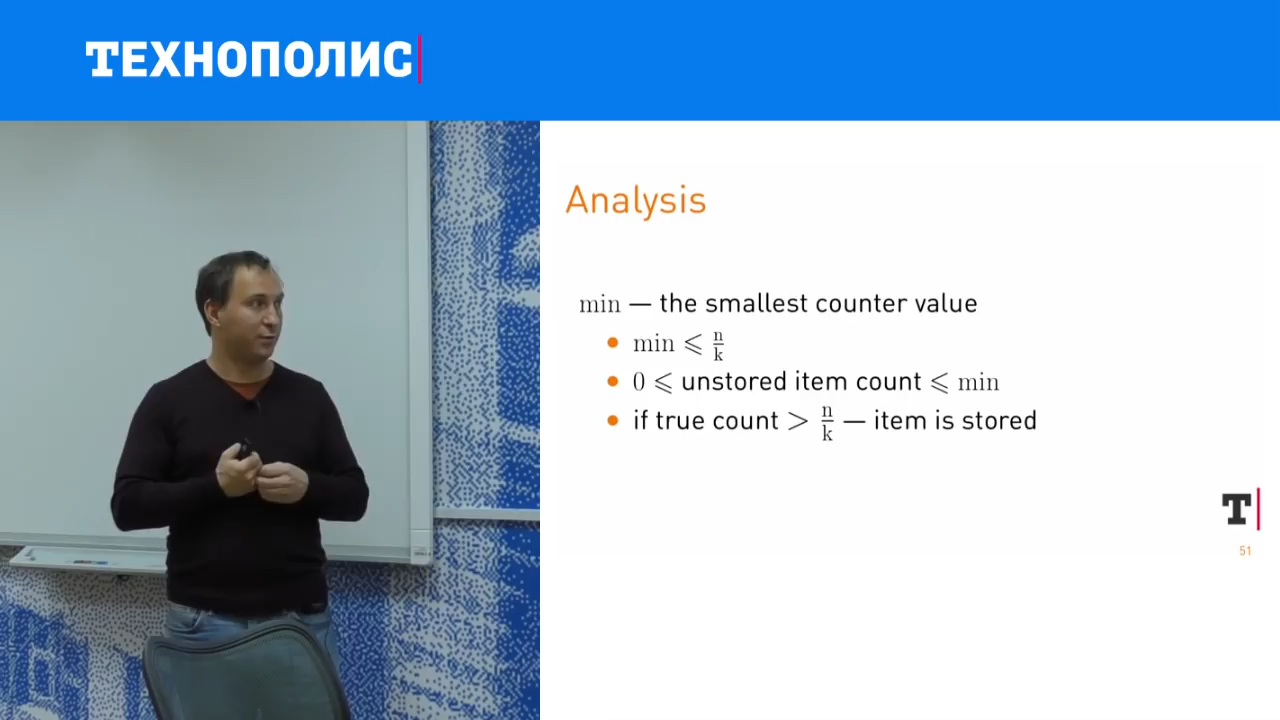 ТЕХНОПОЛИС
Analysis
min — the smallest counter value
• min ⩽ n/k
• 0 ⩽ unstored item count ⩽ min
• if true count > n/k — item is stored
T
51